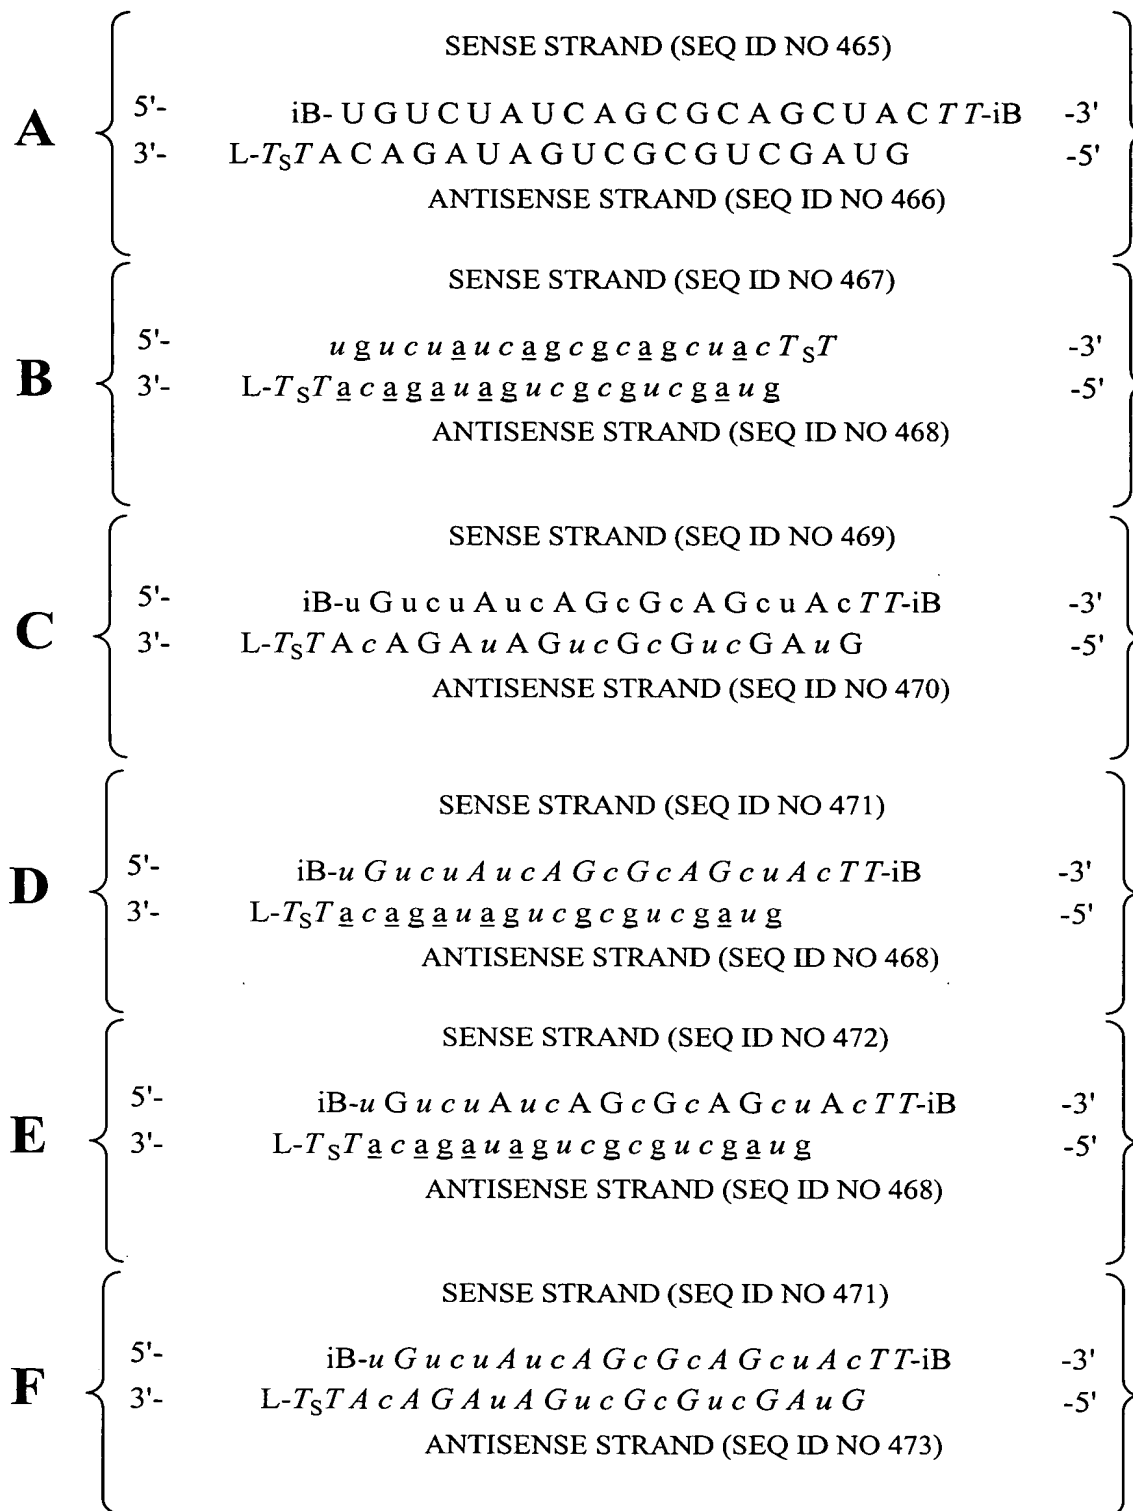 SENSE STRAND (SEQ ID NO 465)
A
5'- iB- U G U C U A U C A G C G C A G C U A C T T-iB -3'
3'- L-TST A C A G A U A G U C G C G U C G A U G -5'
ANTISENSE STRAND (SEQ ID NO 466)
SENSE STRAND (SEQ ID NO 467)
B
5'- u g u c u a u c a g c g c a g c u a c TST -3'
3'- L-TST a c a g a u a g u c g c g u c g a u g -5'
ANTISENSE STRAND (SEQ ID NO 468)
SENSE STRAND (SEQ ID NO 469)
C
5'- iB-u G u c u A u c A G c G c A G c u A c T T-iB -3'
3'- L-TST A c A G A u A G u c G c G u c G A u G -5'
ANTISENSE STRAND (SEQ ID NO 470)
SENSE STRAND (SEQ ID NO 471)
D
5'- iB-u G u c u A u c A G c G c A G c u A c T T-iB -3'
3'- L-TST a c a g a u a g u c g c g u c g a u g -5'
ANTISENSE STRAND (SEQ ID NO 468)
SENSE STRAND (SEQ ID NO 472)
E
5'- iB-u G u c u A u c A G c G c A G c u A c T T-iB -3'
3'- L-TST a c a g a u a g u c g c g u c g a u g -5'
ANTISENSE STRAND (SEQ ID NO 468)
SENSE STRAND (SEQ ID NO 471)
F
5'- iB-u G u c u A u c A G c G c A G c u A c T T-iB -3'
3'- L-TST A c A G A u A G u c G c G u c G A u G -5'
ANTISENSE STRAND (SEQ ID NO 473)